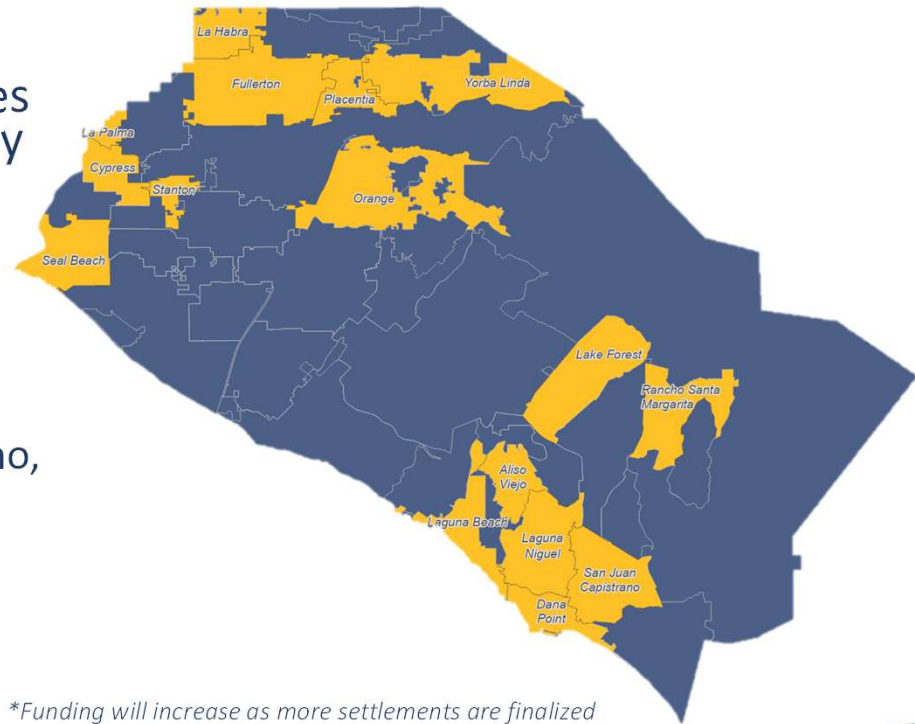 La Habra
es
Fullerton
Placentia
Yorba Linda
y
La Palma
Cypress
Stanton
Orange
Seal Beach
Lake Forest
Rancho Santa
Margarita
no,
Aliso
Viejo
Laguna Beach
Laguna
Niguel
San Juan
Capistrano
Dana
Point
*Funding will increase as more settlements are finalized